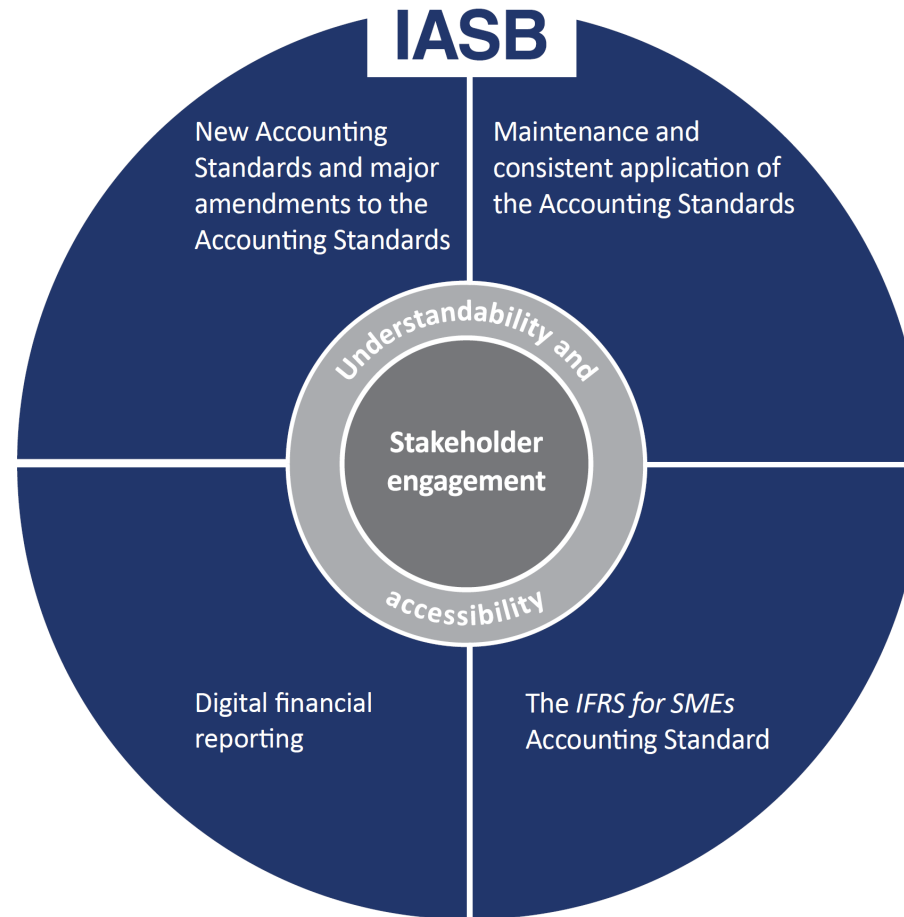 IASB
New Accounting
Standards and major
amendments to the
Accounting Standards
Maintenance and
consistent application of
the Accounting Standards
Understandability and
accessibility
Stakeholder
engagement
Digital financial
reporting
The IFRS for SMEs
Accounting Standard